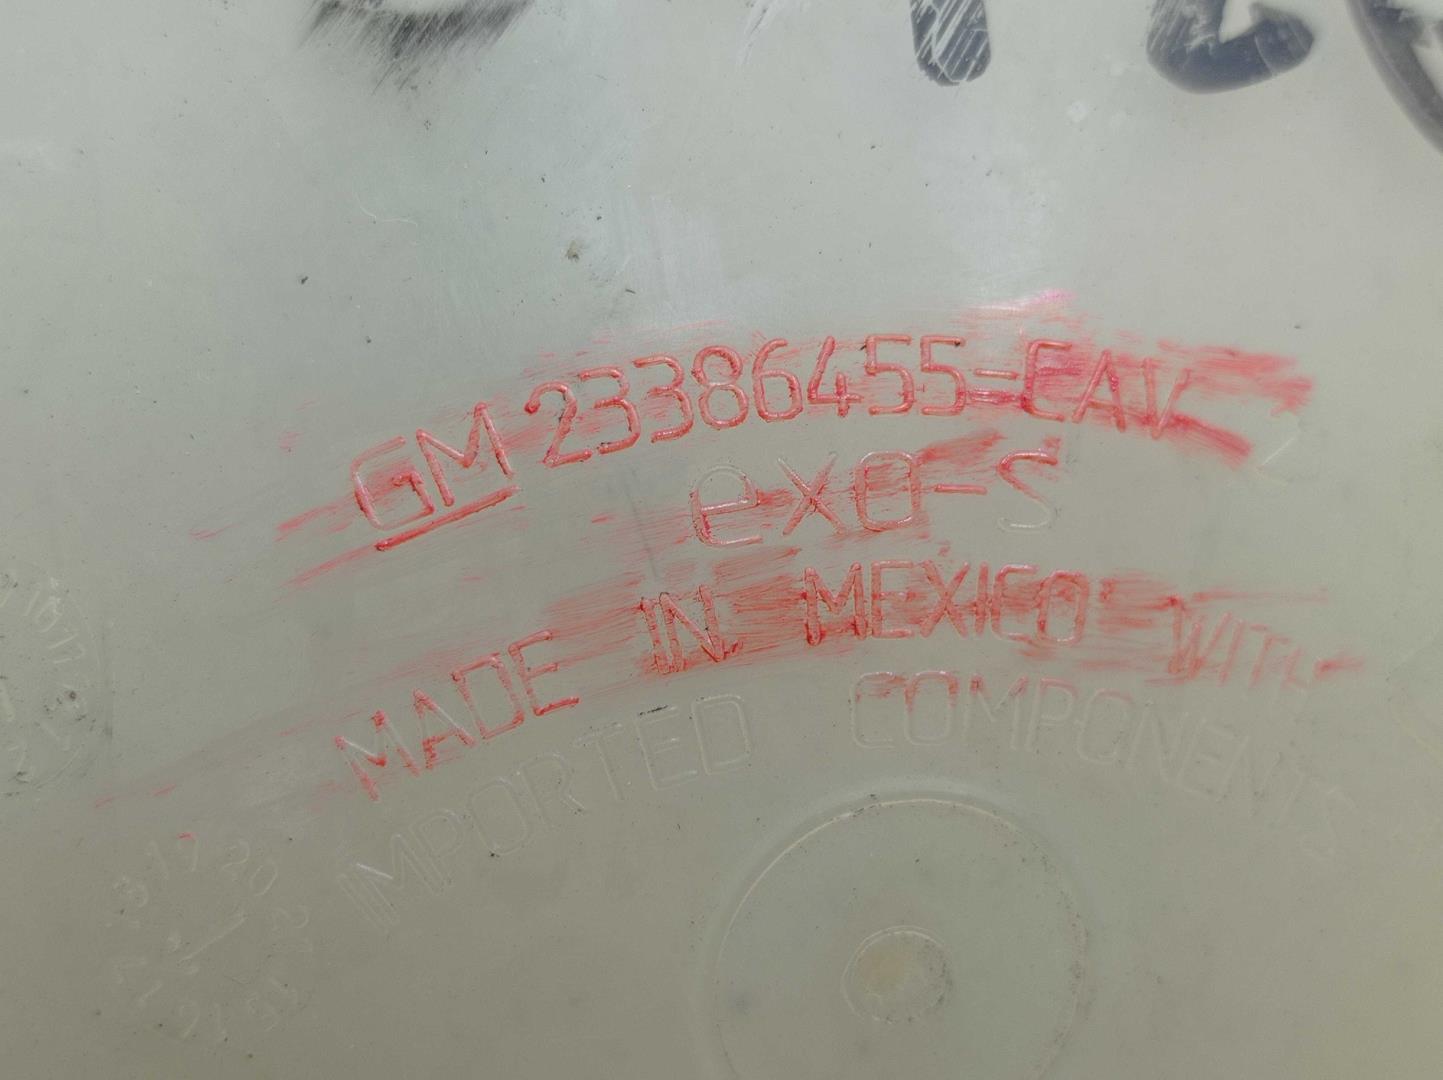 GM 23386455-CAV
exo-s
MADE IN MEXICO WITH
IMPORTED COMPONENTS